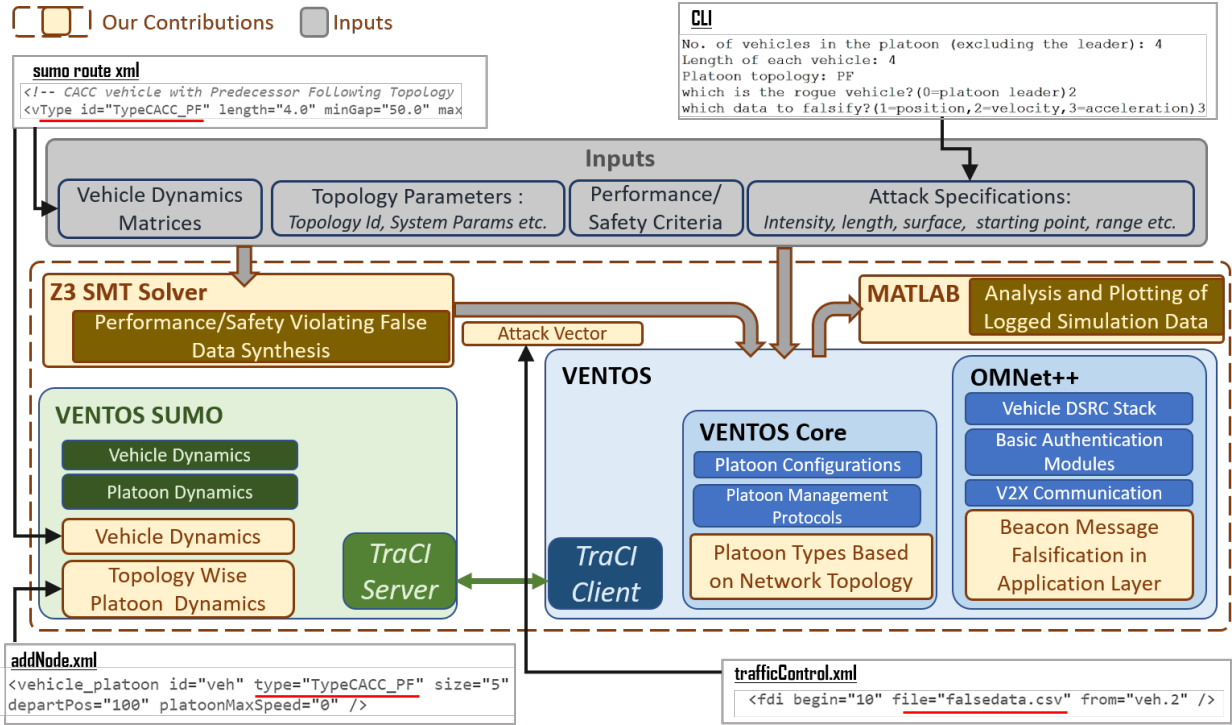 Our Contributions
Inputs
CLI
No. of vehicles in the platoon (excluding the leader): 4
Length of each vehicle: 4
Platoon topology: PF
which is the rogue vehicle?(0=platoon leader)2
which data to falsify?(1=position,2=velocity,3=acceleration)3
sumo route xml
<!-- CACC vehicle with Predecessor Following Topology
<vType id="TypeCACC_PF" length="4.0" minGap="50.0" max
Inputs
Vehicle Dynamics
Matrices
Topology Parameters :
Topology Id, System Params etc.
Performance/
Safety Criteria
Attack Specifications:
Intensity, length, surface, starting point, range etc.
Z3 SMT Solver
Performance/Safety Violating False
Data Synthesis
Attack Vector
MATLAB
Analysis and Plotting of
Logged Simulation Data
VENTOS SUMO
Vehicle Dynamics
Platoon Dynamics
Vehicle Dynamics
Topology Wise
Platoon Dynamics
TraCI
Server
VENTOS
TraCI
Client
VENTOS Core
Platoon Configurations
Platoon Management
Protocols
Platoon Types Based
on Network Topology
OMNet++
Vehicle DSRC Stack
Basic Authentication
Modules
V2X Communication
Beacon Message
Falsification in
Application Layer
addNode.xml
<vehicle_platoon id="veh" type="TypeCACC_PF" size="5"
departPos="100" platoonMaxSpeed="0" />
trafficControl.xml
<fdi begin="10" file="falsedata.csv" from="veh.2" />